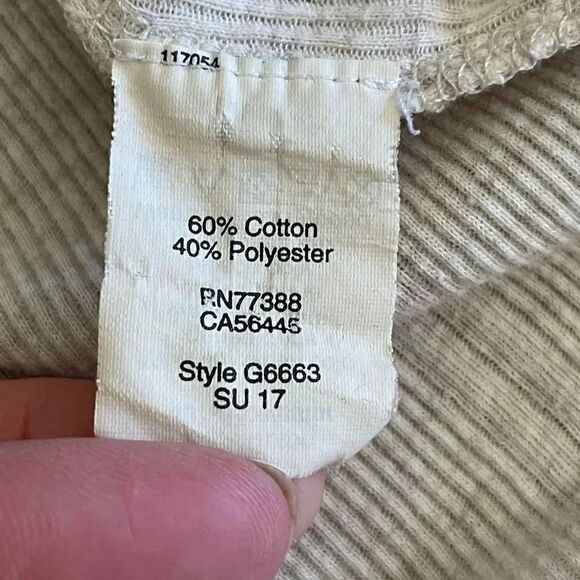 117054
60% Cotton
40% Polyester
RN77388
CA56445
Style G6663
SU 17